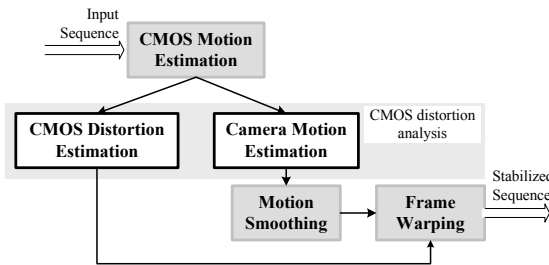 Input
Sequence
CMOS Motion
Estimation
CMOS Distortion
Estimation
Camera Motion
Estimation
CMOS distortion
analysis
Motion
Smoothing
Frame
Warping
Stabilized
Sequence